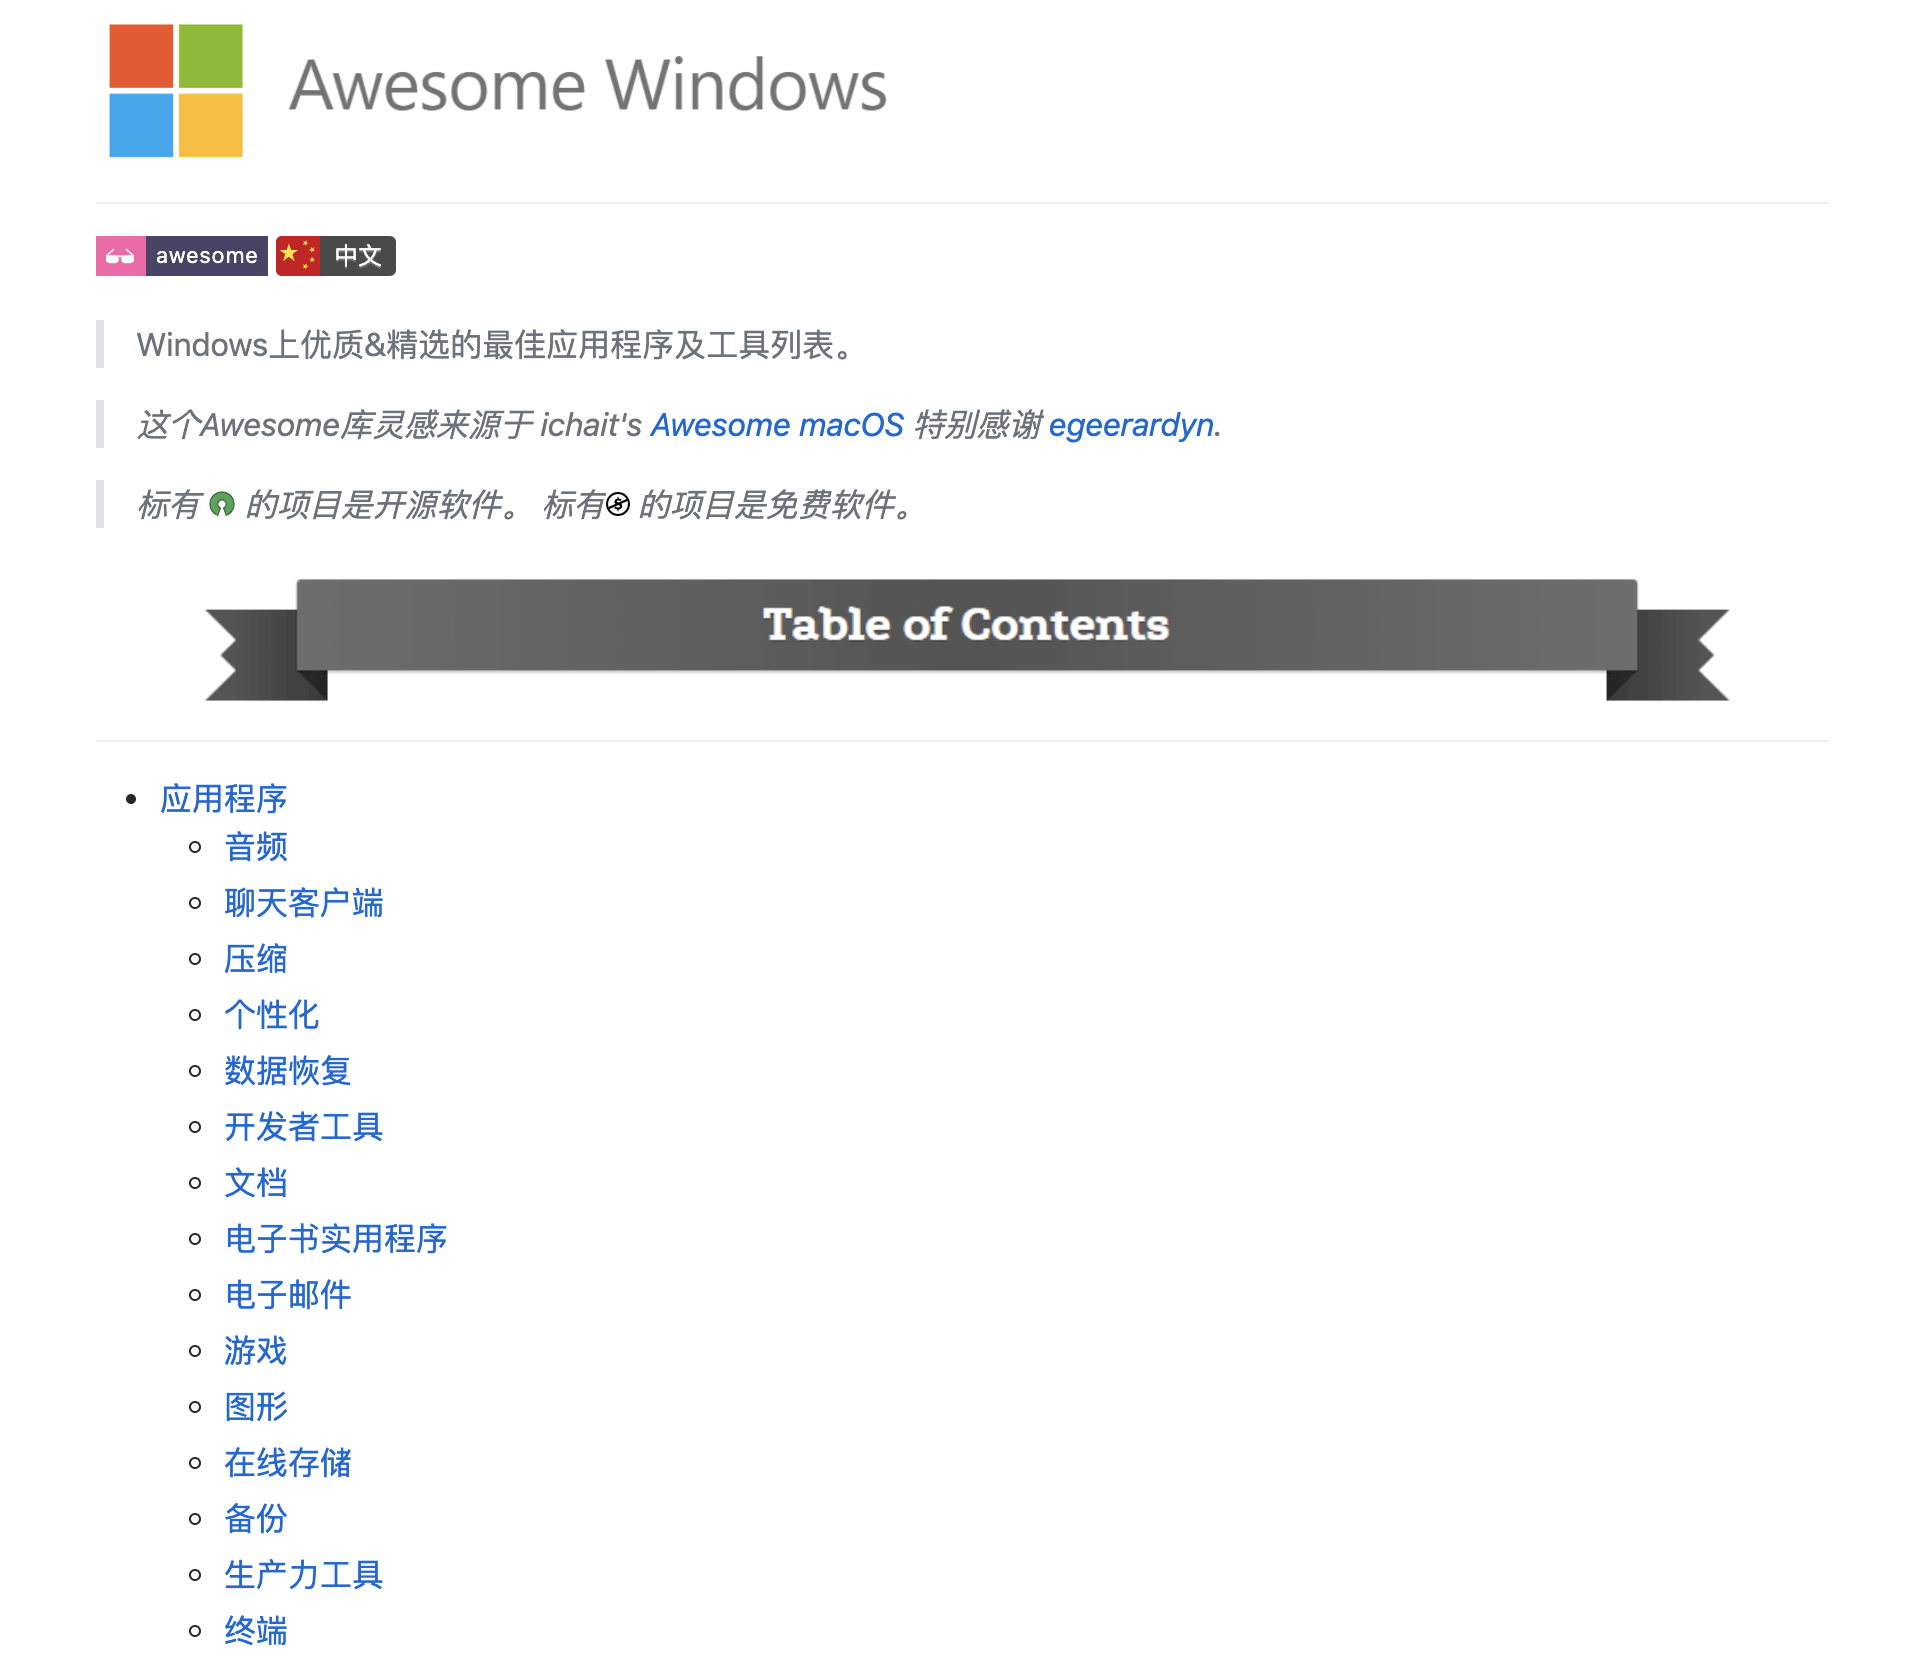 Awesome Windows
awesome 中文
Windows上优质&精选的最佳应用程序及工具列表。
这个Awesome库灵感来源于 ichait's Awesome macOS 特别感谢 egeerardyn.
标有 的项目是开源软件。 标有 的项目是免费软件。
Table of Contents
应用程序
音频
聊天客户端
压缩
个性化
数据恢复
开发者工具
文档
电子书实用程序
电子邮件
游戏
图形
在线存储
备份
生产力工具
终端